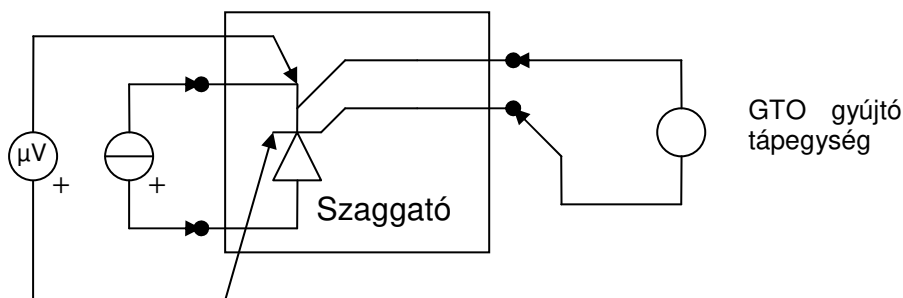 GTO gyújtó
tápegység
µV
+
+
Szaggató